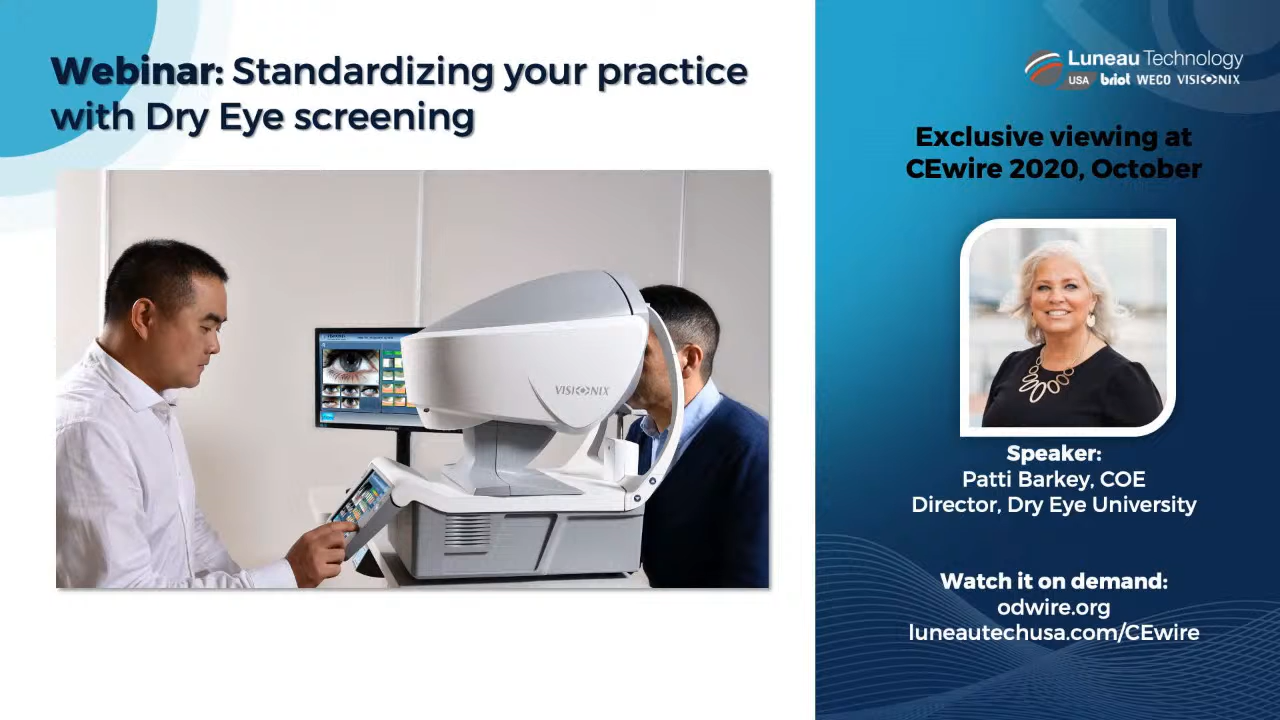 Webinar: Standardizing your practice
with Dry Eye screening
VISIONIX
Luneau Technology
USA briot WECO VISIONIX
Exclusive viewing at
CEwire 2020, October
Speaker:
Patti Barkey, COE
Director, Dry Eye University
Watch it on demand:
odwire.org
luneautechusa.com/CEwire